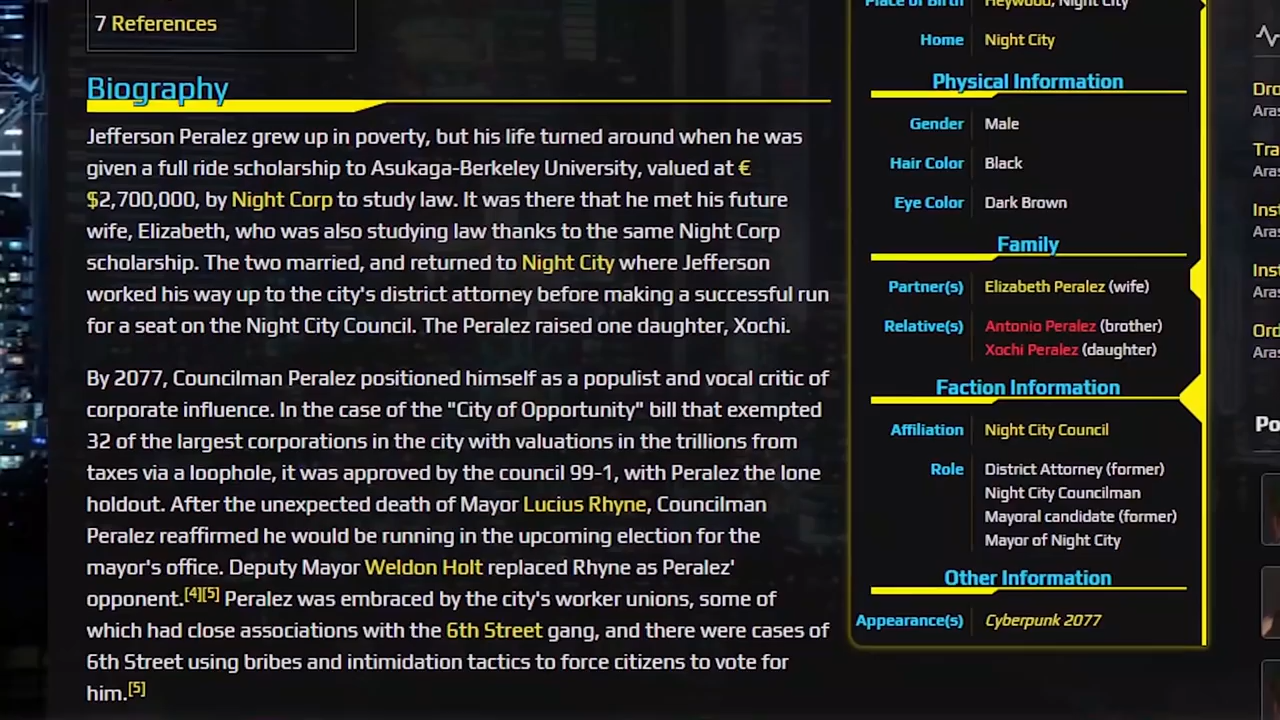 7 References
Biography
Jefferson Peralez grew up in poverty, but his life turned around when he was
given a full ride scholarship to Asukaga-Berkeley University, valued at €
$2,700,000, by Night Corp to study law. It was there that he met his future
wife, Elizabeth, who was also studying law thanks to the same Night Corp
scholarship. The two married, and returned to Night City where Jefferson
worked his way up to the city's district attorney before making a successful run
for a seat on the Night City Council. The Peralez raised one daughter, Xochi.
By 2077, Councilman Peralez positioned himself as a populist and vocal critic of
corporate influence. In the case of the "City of Opportunity" bill that exempted
32 of the largest corporations in the city with valuations in the trillions from
taxes via a loophole, it was approved by the council 99-1, with Peralez the lone
holdout. After the unexpected death of Mayor Lucius Rhyne, Councilman
Peralez reaffirmed he would be running in the upcoming election for the
mayor's office. Deputy Mayor Weldon Holt replaced Rhyne as Peralez'
opponent.[4][5] Peralez was embraced by the city's worker unions, some of
which had close associations with the 6th Street gang, and there were cases of
6th Street using bribes and intimidation tactics to force citizens to vote for
him.[5]
Place of Birth Heywood, Night City
Home Night City
Physical Information
Gender Male
Hair Color Black
Eye Color Dark Brown
Family
Partner(s) Elizabeth Peralez (wife)
Relative(s) Antonio Peralez (brother)
Xochi Peralez (daughter)
Faction Information
Affiliation Night City Council
Role District Attorney (former)
Night City Councilman
Mayoral candidate (former)
Mayor of Night City
Other Information
Appearance(s) Cyberpunk 2077